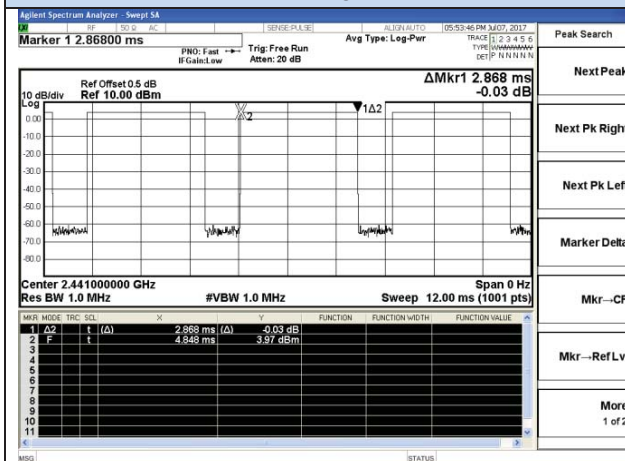 Agilent Spectrum Analyzer - Swept SA
RF 50 Ω AC SENSE:PULSE ALIGN AUTO 05:53:46 PM Jul 07, 2017
Marker 1 2.86800 ms
PNO: Fast
IFGain:Low
Trig: Free Run
Atten: 20 dB
Avg Type: Log-Pwr
TRACE 1 2 3 4 5 6
TYPE
DET P N N N N N
Peak Search
Next Peak
Next Pk Right
Next Pk Left
Marker Delta
Mkr→CF
Mkr→Ref Lv
More
1 of 2
ΔMkr1 2.868 ms
-0.03 dB
Ref Offset 0.5 dB
10 dB/div Ref 10.00 dBm
Log
0.00
-10.0
-20.0
-30.0
-40.0
-50.0
-60.0
-70.0
-80.0
2
1Δ2
Center 2.441000000 GHz Span 0 Hz
Res BW 1.0 MHz #VBW 1.0 MHz Sweep 12.00 ms (1001 pts)
MKR MODE TRC SCL X Y FUNCTION FUNCTION WIDTH FUNCTION VALUE
1 Δ2 t (Δ) 2.868 ms (Δ) -0.03 dB
2 F t 4.848 ms 3.97 dBm
3
4
5
6
7
8
9
10
11
MSG STATUS